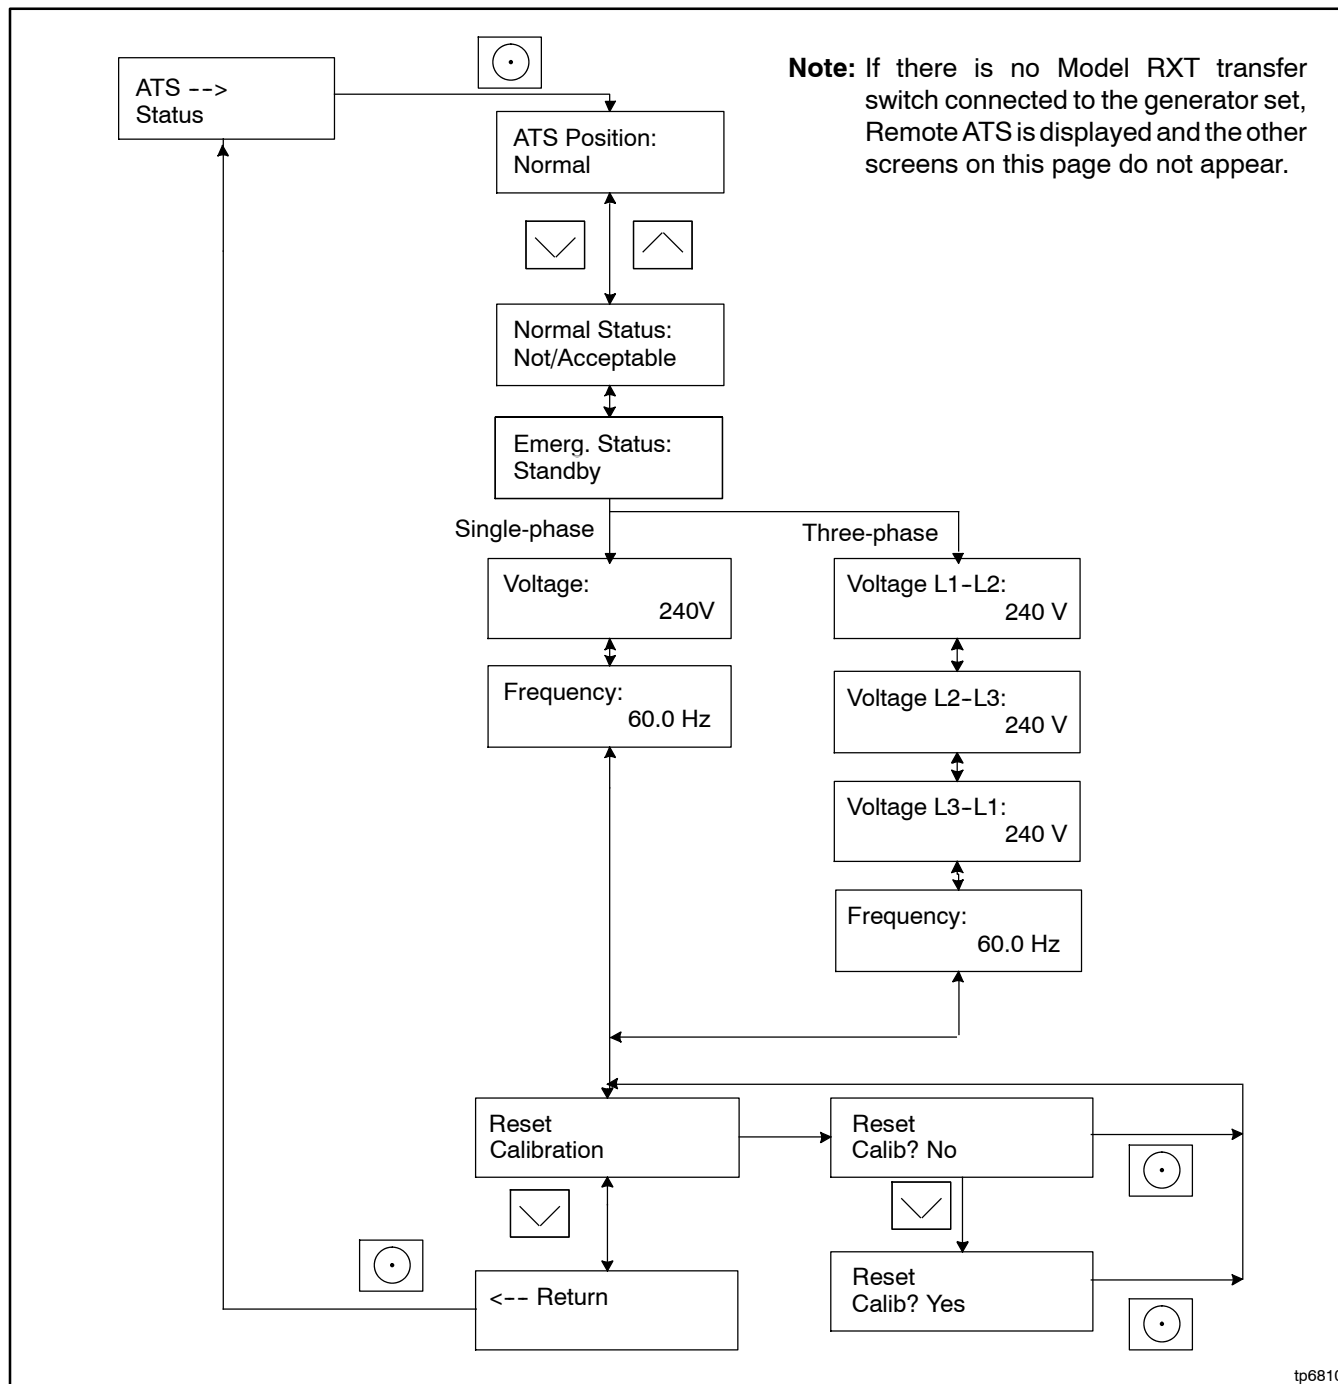 ATS -->
Status
Note: If there is no Model RXT transfer
switch connected to the generator set,
Remote ATS is displayed and the other
screens on this page do not appear.
ATS Position:
Normal
Normal Status:
Not/Acceptable
Emerg. Status:
Standby
Single-phase
Three-phase
Voltage:
240V
Frequency:
60.0 Hz
Voltage L1-L2:
240 V
Voltage L2-L3:
240 V
Voltage L3-L1:
240 V
Frequency:
60.0 Hz
Reset
Calibration
Reset
Calib? No
<-- Return
Reset
Calib? Yes
tp6810